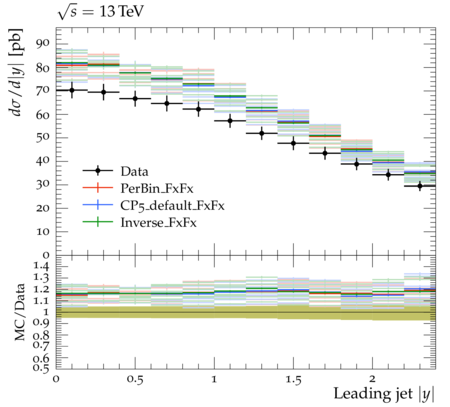 √s = 13 TeV
dσ/d|y| [pb]
90
80
70
60
50
40
30
20
10
0
Data
PerBin_FxFx
CP5_default_FxFx
Inverse_FxFx
MC/Data
1.4
1.3
1.2
1.1
1
0.9
0.8
0.7
0.6
0.5
0 0.5 1 1.5 2
Leading jet |y|